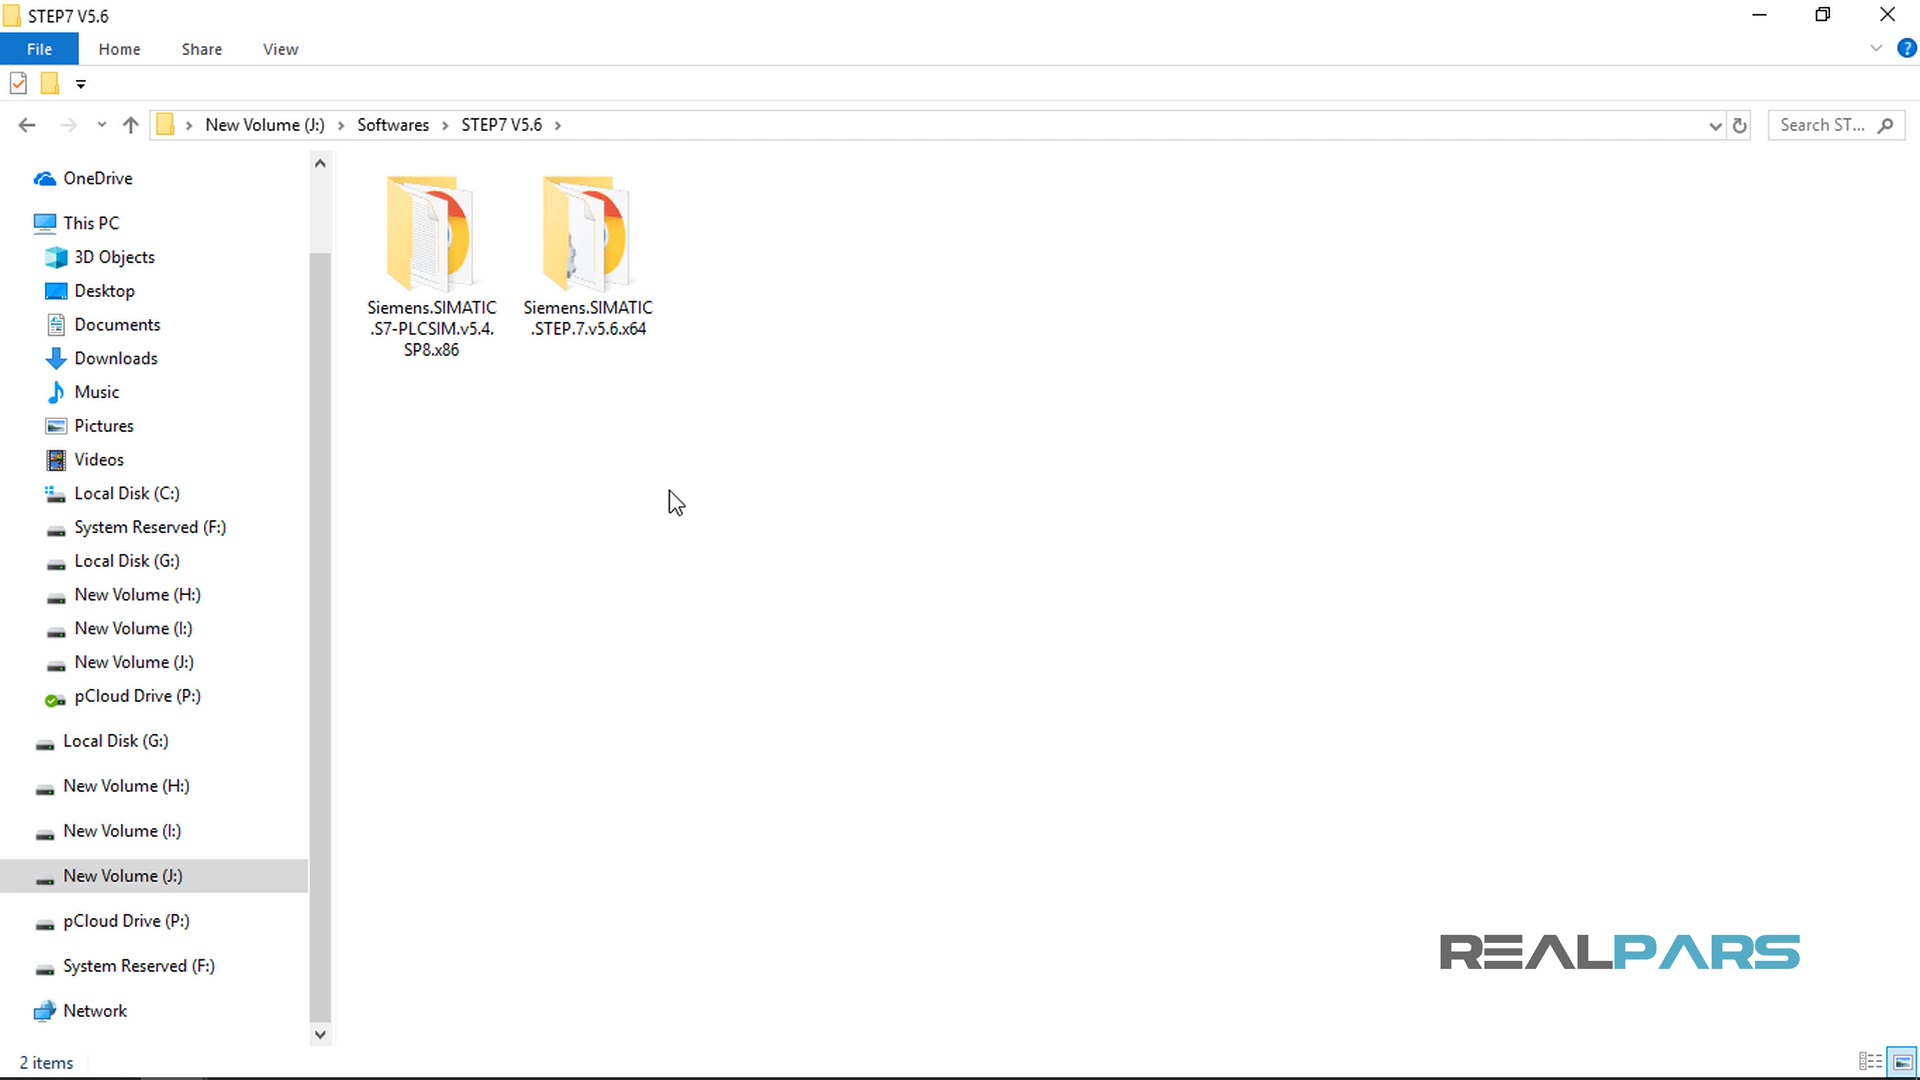 STEP7 V5.6
File Home Share View
?
New Volume (J:) Softwares STEP7 V5.6
Search ST...
OneDrive
This PC
3D Objects
Desktop
Documents
Downloads
Music
Pictures
Videos
Local Disk (C:)
System Reserved (F:)
Local Disk (G:)
New Volume (H:)
New Volume (I:)
New Volume (J:)
pCloud Drive (P:)
Local Disk (G:)
New Volume (H:)
New Volume (I:)
New Volume (J:)
pCloud Drive (P:)
System Reserved (F:)
Network
Siemens.SIMATIC
.S7-PLCSIM.v5.4.
SP8.x86
Siemens.SIMATIC
.STEP.7.v5.6.x64
REALPARS
2 items